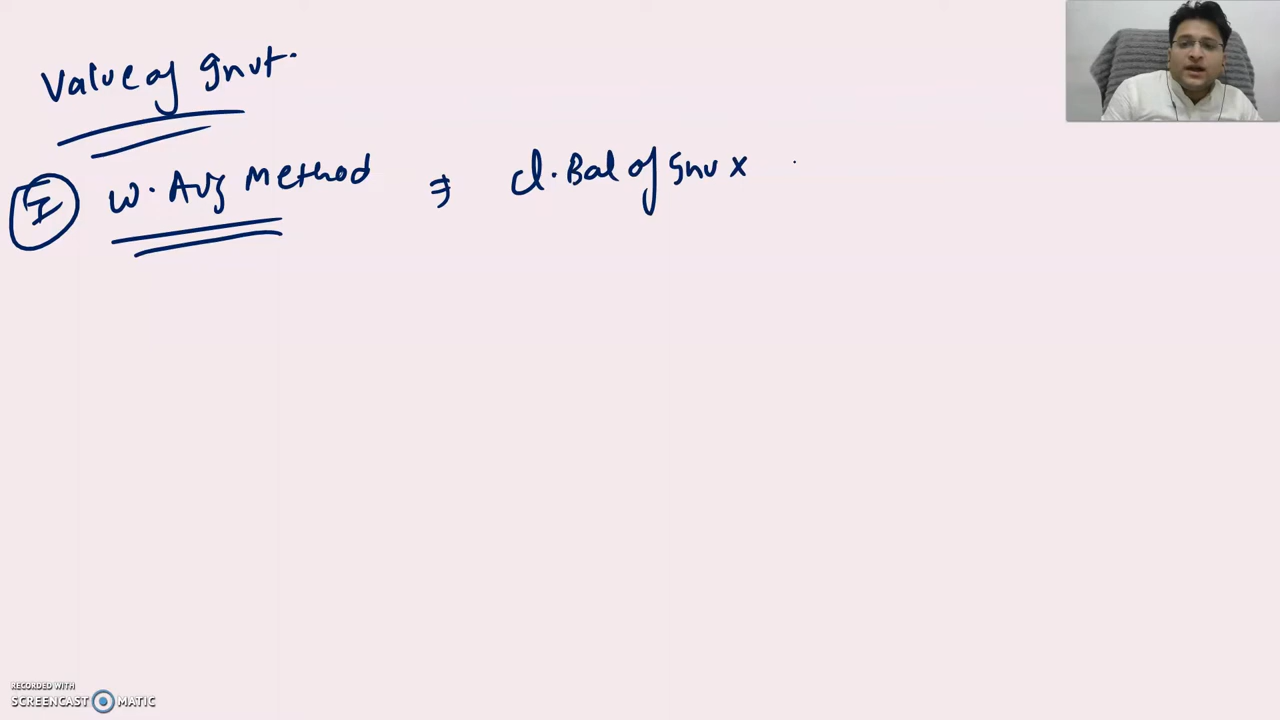 Value of Invt.
I W. Avg Method ⇒ Cl. Bal of Inv x
RECORDED WITH
SCREENCAST MATIC